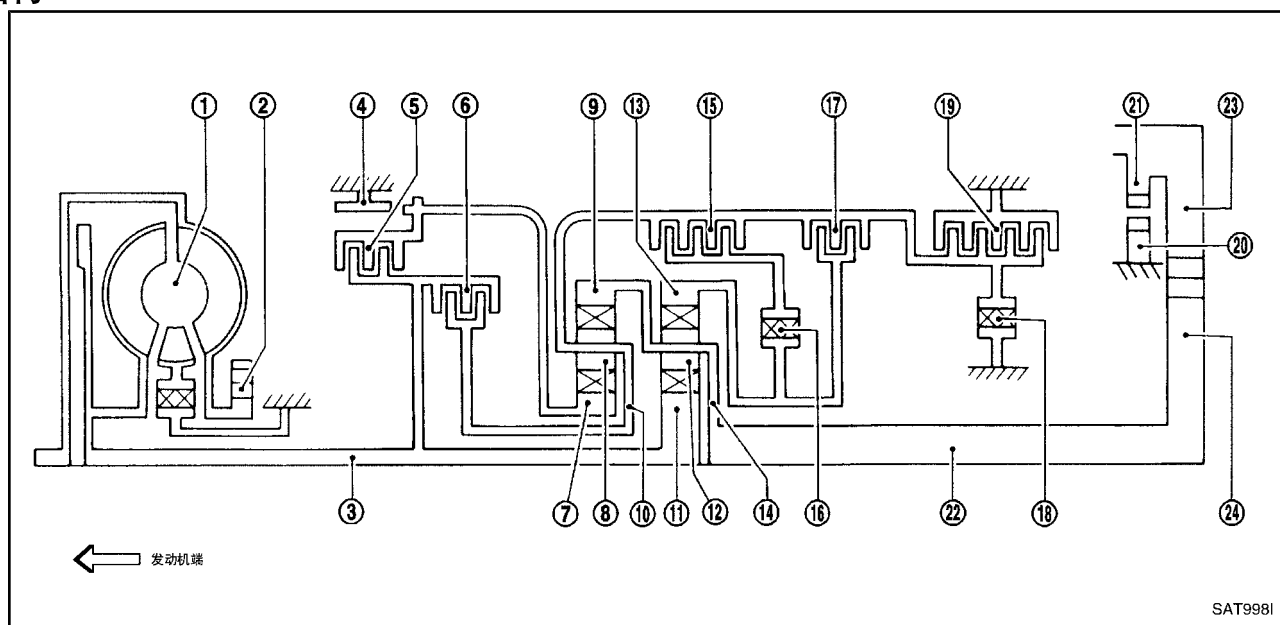 ① ② ④ ⑤ ⑥ ⑨ ⑬ ⑮ ⑰ ⑲ ㉑ ㉓
⑳
③ ⑦ ⑧ ⑩ ⑪ ⑫ ⑭ ⑯ ㉒ ⑱ ㉔
发动机端
SAT998I